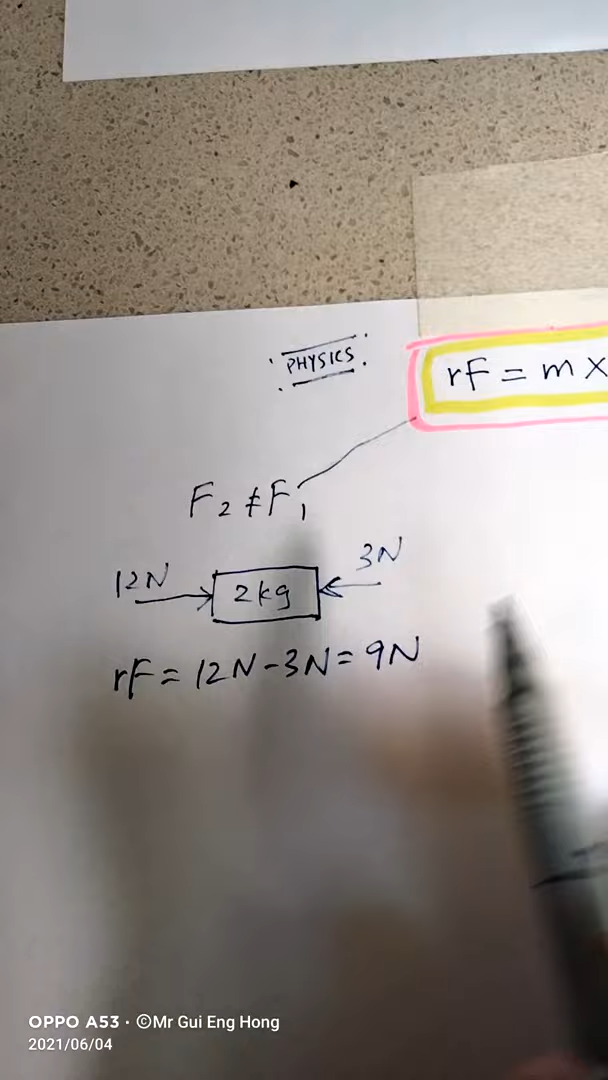 PHYSICS
rF = m x
F₂ ≠ F₁
12N 2kg 3N
rF = 12N - 3N = 9N
OPPO A53 · ©Mr Gui Eng Hong
2021/06/04